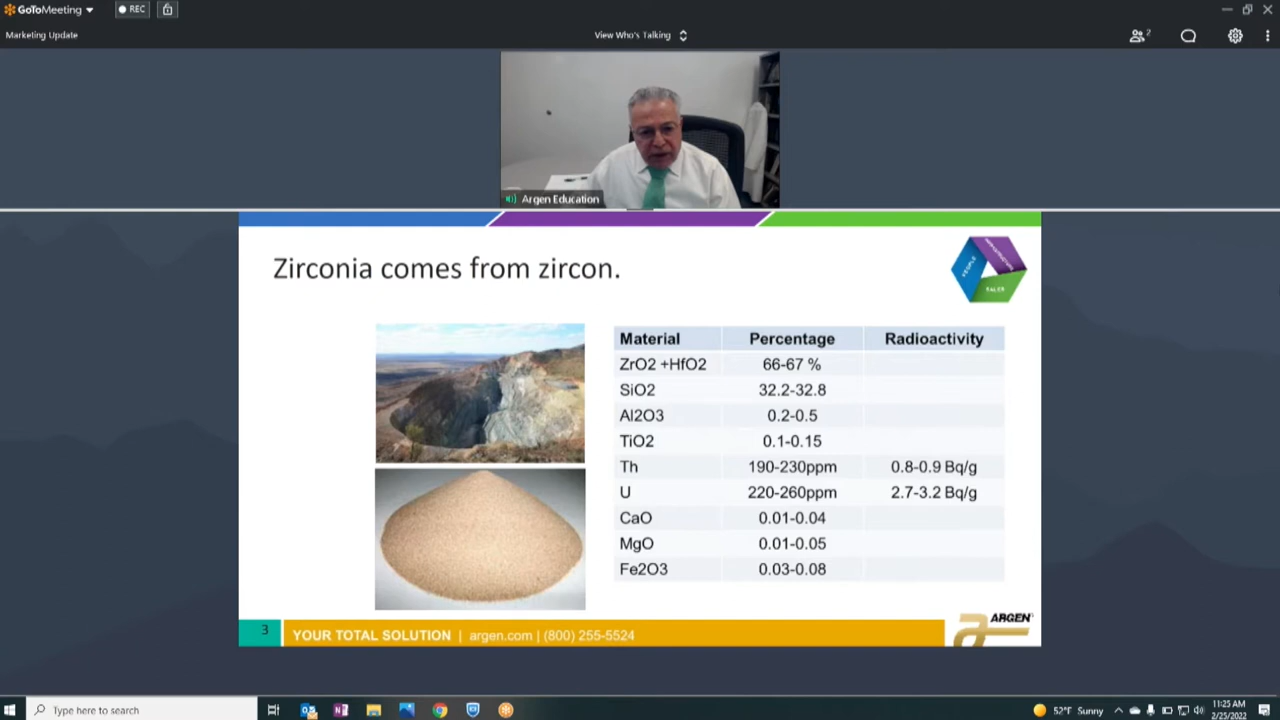 GoToMeeting
REC
Marketing Update
View Who's Talking
2
Argen Education
Zirconia comes from zircon.
PEOPLE
INFRASTRUCTURE
SALES
Material Percentage Radioactivity
ZrO2 +HfO2 66-67 %
SiO2 32.2-32.8
Al2O3 0.2-0.5
TiO2 0.1-0.15
Th 190-230ppm 0.8-0.9 Bq/g
U 220-260ppm 2.7-3.2 Bq/g
CaO 0.01-0.04
MgO 0.01-0.05
Fe2O3 0.03-0.08
3
YOUR TOTAL SOLUTION | argen.com | (800) 255-5524
ARGEN
Type here to search
52°F Sunny
11:25 AM
2/25/2022